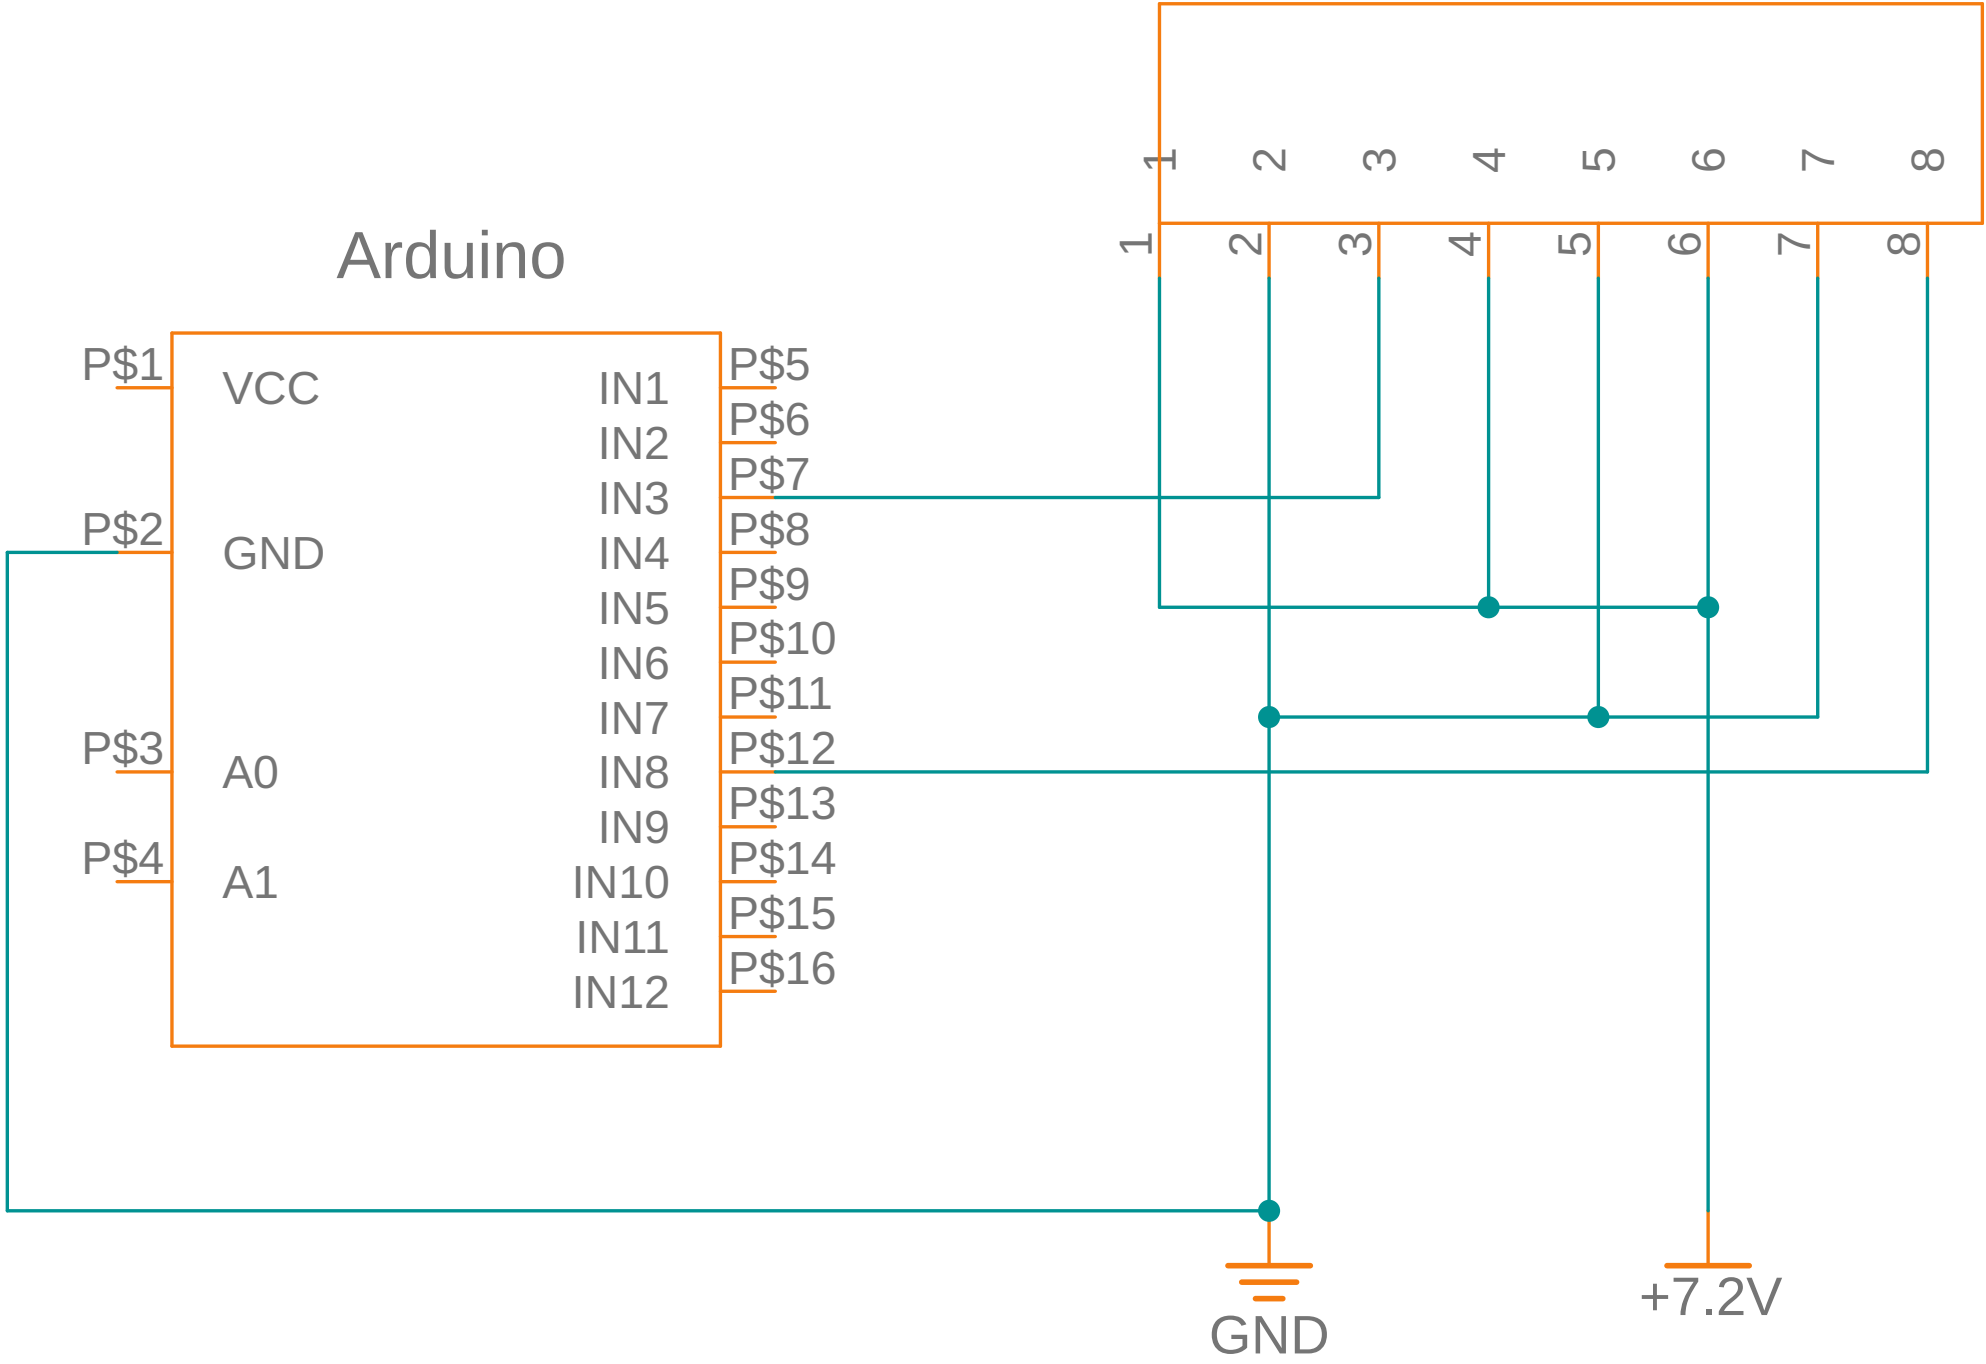 1 2 3 4 5 6 7 8
1 2 3 4 5 6 7 8
Arduino
P$1 VCC IN1 P$5
IN2 P$6
IN3 P$7
P$2 GND IN4 P$8
IN5 P$9
IN6 P$10
IN7 P$11
P$3 A0 IN8 P$12
IN9 P$13
P$4 A1 IN10 P$14
IN11 P$15
IN12 P$16
+7.2V
GND